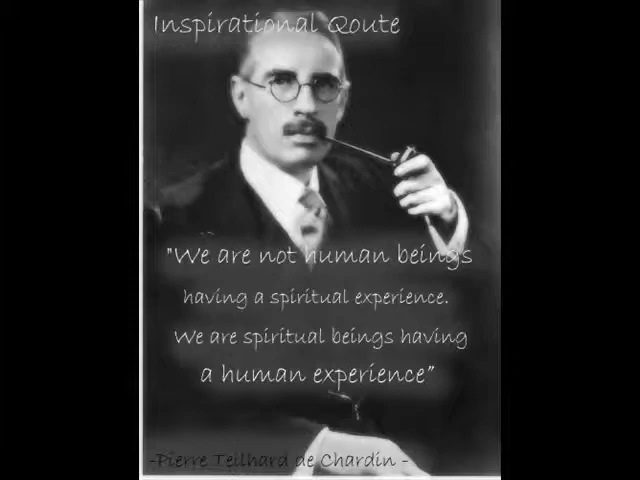 Inspirational Qoute
"We are not human beings
having a spiritual experience.
We are spiritual beings having
a human experience”
-Pierre Teilhard de Chardin -